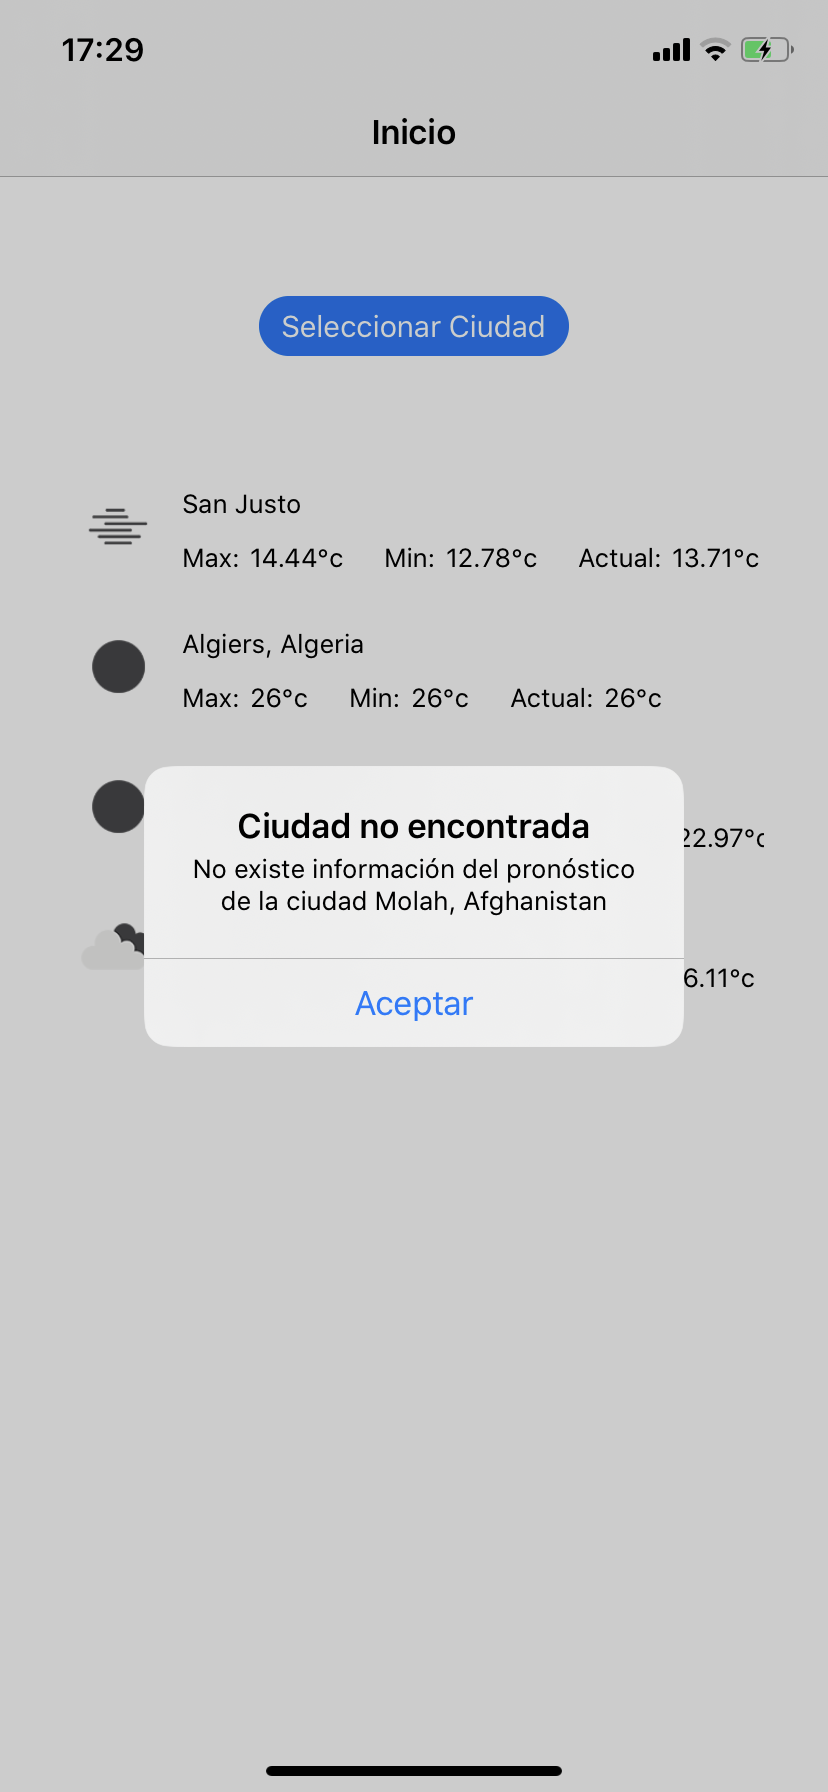 17:29
Inicio
Seleccionar Ciudad
San Justo
Max: 14.44°c Min: 12.78°c Actual: 13.71°c
Algiers, Algeria
Max: 26°c Min: 26°c Actual: 26°c
Ciudad no encontrada
22.97°c
No existe información del pronóstico
de la ciudad Molah, Afghanistan
6.11°c
Aceptar